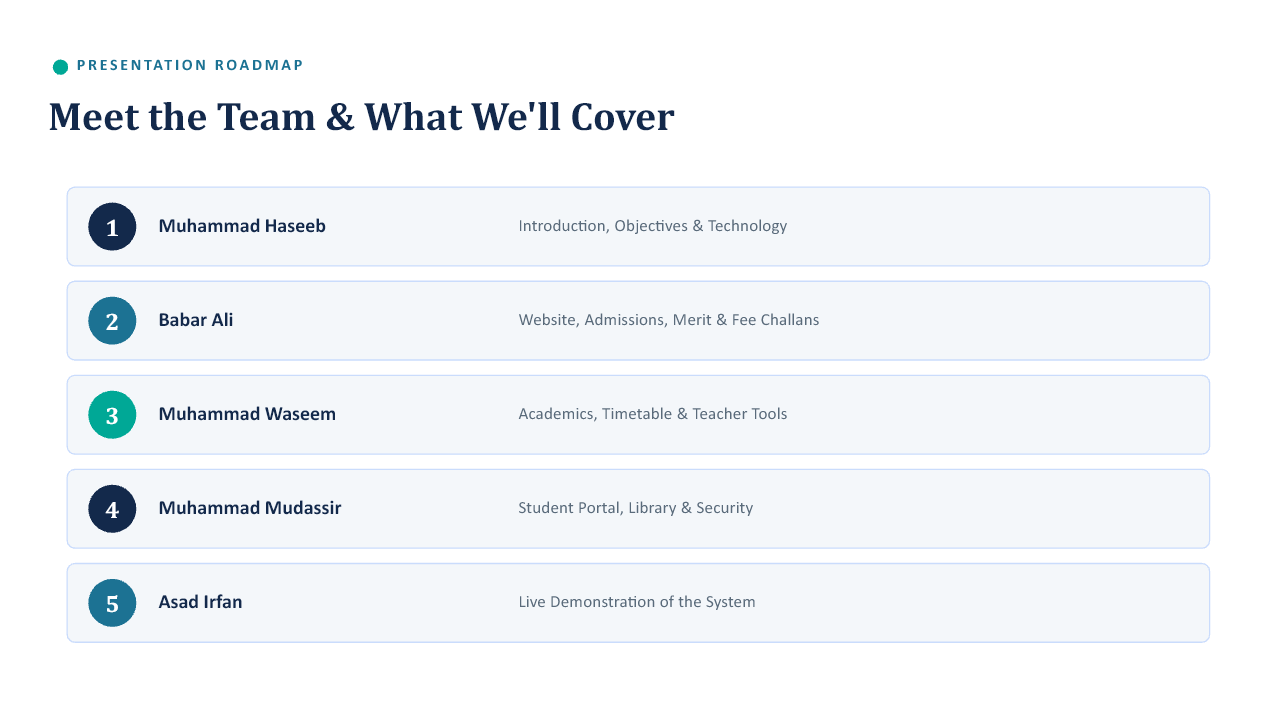 PRESENTATION ROADMAP
Meet the Team & What We'll Cover
1 Muhammad Haseeb Introduction, Objectives & Technology
2 Babar Ali Website, Admissions, Merit & Fee Challans
3 Muhammad Waseem Academics, Timetable & Teacher Tools
4 Muhammad Mudassir Student Portal, Library & Security
5 Asad Irfan Live Demonstration of the System